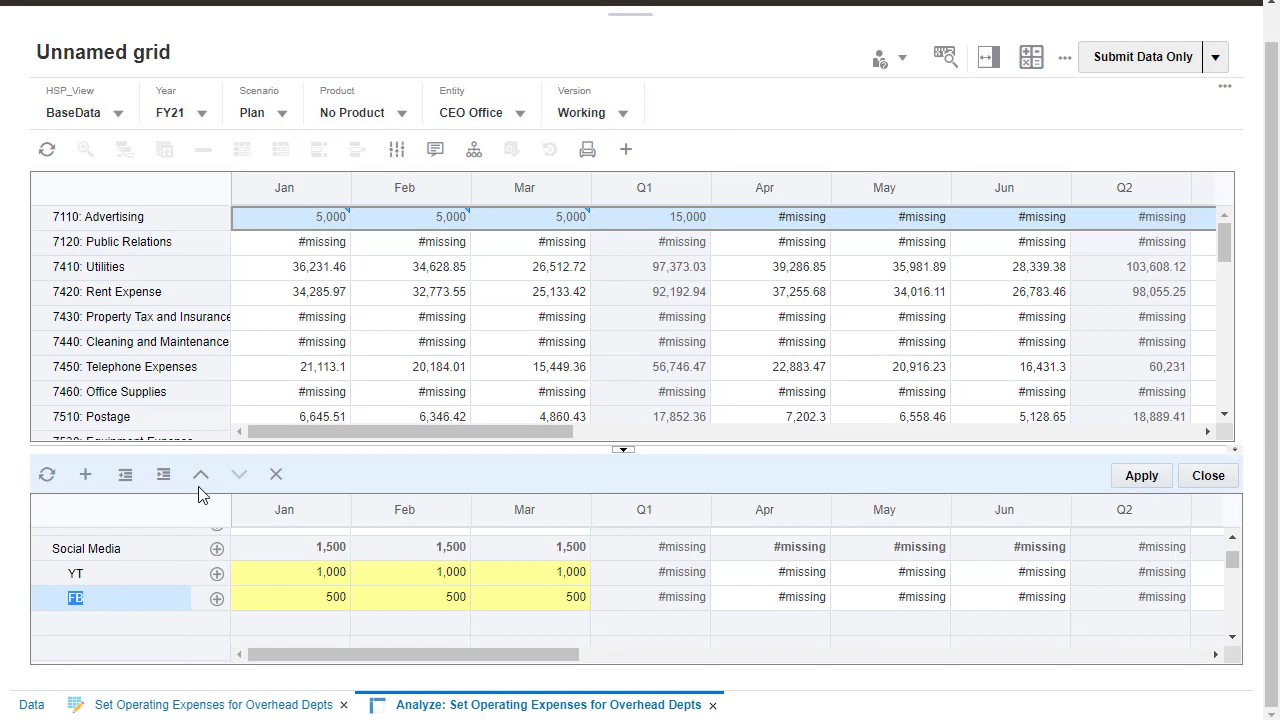 Unnamed grid
Submit Data Only
HSP_View Year Scenario Product Entity Version
BaseData FY21 Plan No Product CEO Office Working
Jan Feb Mar Q1 Apr May Jun Q2
7110: Advertising 5,000 5,000 5,000 15,000 #missing #missing #missing #missing
7120: Public Relations #missing #missing #missing #missing #missing #missing #missing #missing
7410: Utilities 36,231.46 34,628.85 26,512.72 97,373.03 39,286.85 35,981.89 28,339.38 103,608.12
7420: Rent Expense 34,285.97 32,773.55 25,133.42 92,192.94 37,255.68 34,016.11 26,783.46 98,055.25
7430: Property Tax and Insurance #missing #missing #missing #missing #missing #missing #missing #missing
7440: Cleaning and Maintenance #missing #missing #missing #missing #missing #missing #missing #missing
7450: Telephone Expenses 21,113.1 20,184.01 15,449.36 56,746.47 22,883.47 20,916.23 16,431.3 60,231
7460: Office Supplies #missing #missing #missing #missing #missing #missing #missing #missing
7510: Postage 6,645.51 6,346.42 4,860.43 17,852.36 7,202.3 6,558.46 5,128.65 18,889.41
Apply Close
Jan Feb Mar Q1 Apr May Jun Q2
Social Media 1,500 1,500 1,500 #missing #missing #missing #missing #missing
YT 1,000 1,000 1,000 #missing #missing #missing #missing #missing
FB 500 500 500 #missing #missing #missing #missing #missing
Data Set Operating Expenses for Overhead Depts Analyze: Set Operating Expenses for Overhead Depts